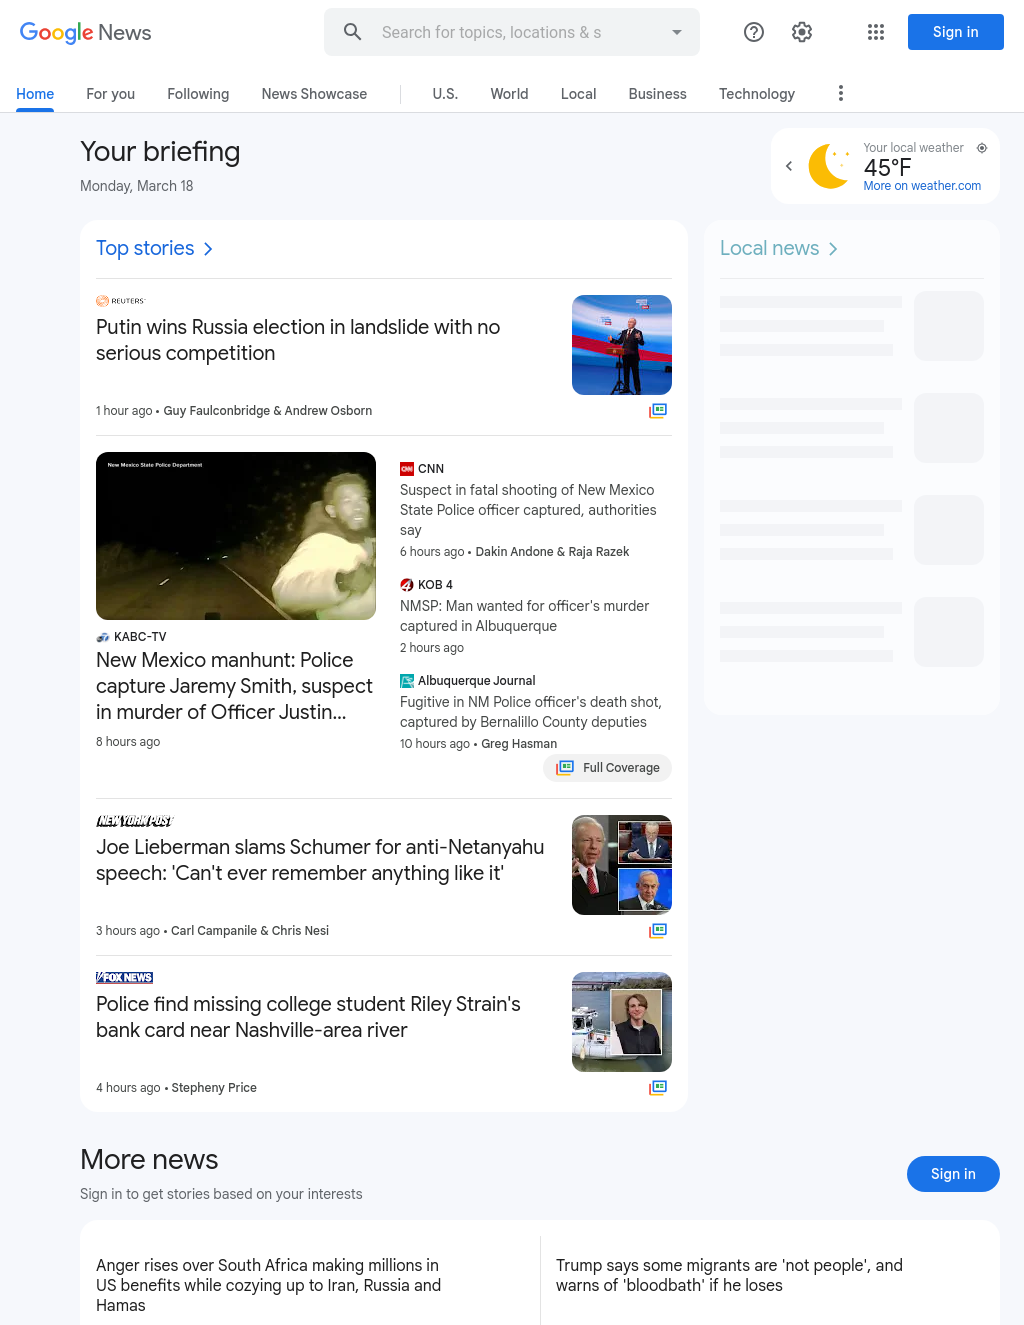 Google News
Search for topics, locations & s
Sign in
Home
For you
Following
News Showcase
U.S.
World
Local
Business
Technology
Your briefing
Monday, March 18
Your local weather
45°F
More on weather.com
Top stories
Local news
REUTERS
Putin wins Russia election in landslide with no
serious competition
1 hour ago • Guy Faulconbridge & Andrew Osborn
New Mexico State Police Department
KABC-TV
New Mexico manhunt: Police
capture Jaremy Smith, suspect
in murder of Officer Justin...
8 hours ago
CNN
Suspect in fatal shooting of New Mexico
State Police officer captured, authorities
say
6 hours ago • Dakin Andone & Raja Razek
KOB 4
NMSP: Man wanted for officer's murder
captured in Albuquerque
2 hours ago
Albuquerque Journal
Fugitive in NM Police officer's death shot,
captured by Bernalillo County deputies
10 hours ago • Greg Hasman
Full Coverage
NEW YORK POST
Joe Lieberman slams Schumer for anti-Netanyahu
speech: 'Can't ever remember anything like it'
3 hours ago • Carl Campanile & Chris Nesi
FOX NEWS
Police find missing college student Riley Strain's
bank card near Nashville-area river
4 hours ago • Stepheny Price
More news
Sign in to get stories based on your interests
Sign in
Anger rises over South Africa making millions in
US benefits while cozying up to Iran, Russia and
Hamas
Trump says some migrants are 'not people', and
warns of 'bloodbath' if he loses